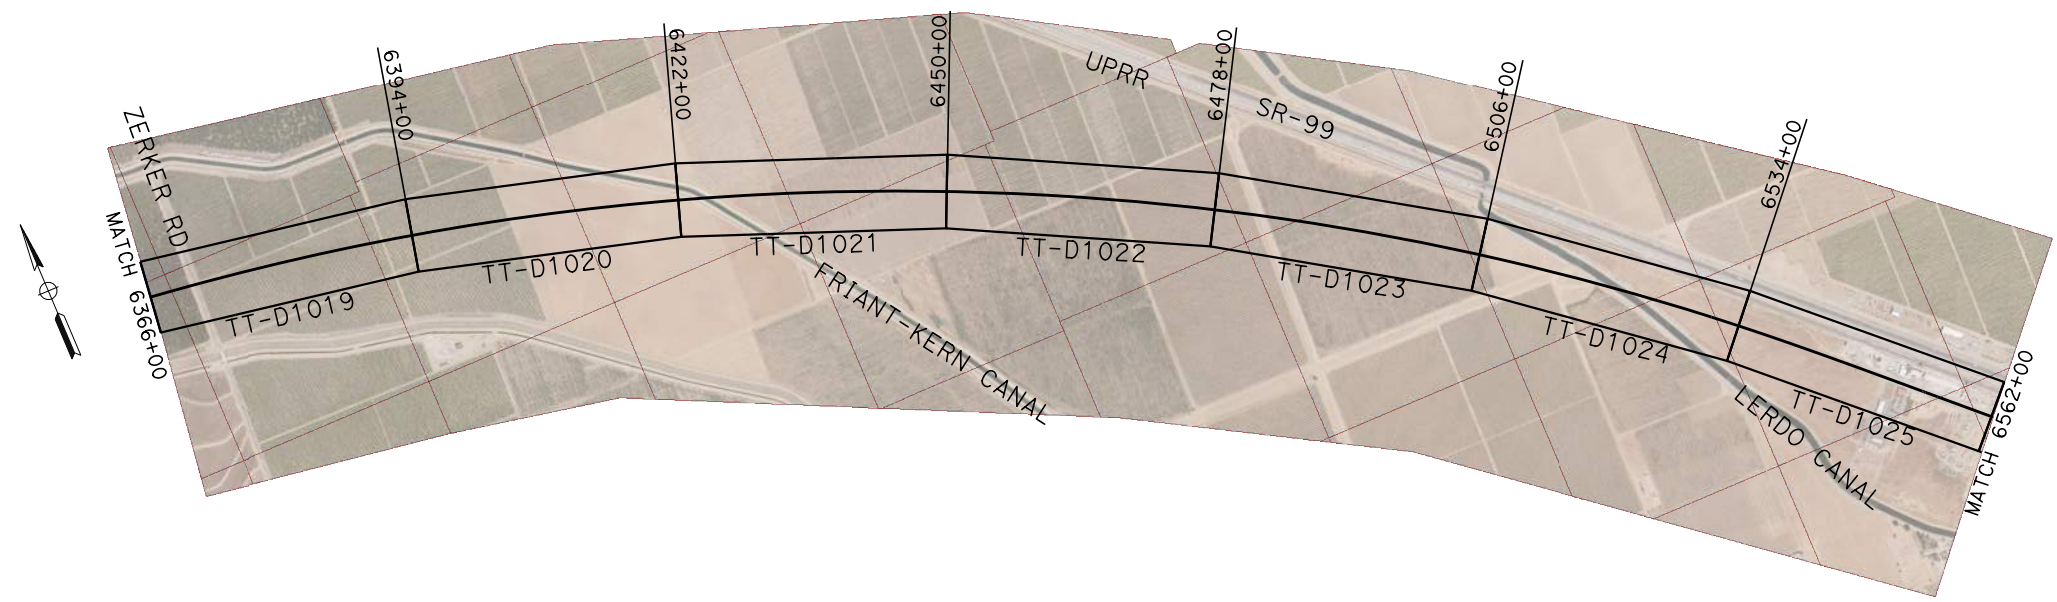 ZERKER RD
MATCH 6366+00
6394+00
6422+00
6450+00
6478+00
6506+00
6534+00
MATCH 6562+00
UPRR
SR-99
TT-D1019
TT-D1020
TT-D1021
TT-D1022
TT-D1023
TT-D1024
TT-D1025
FRIANT-KERN CANAL
LERDO CANAL